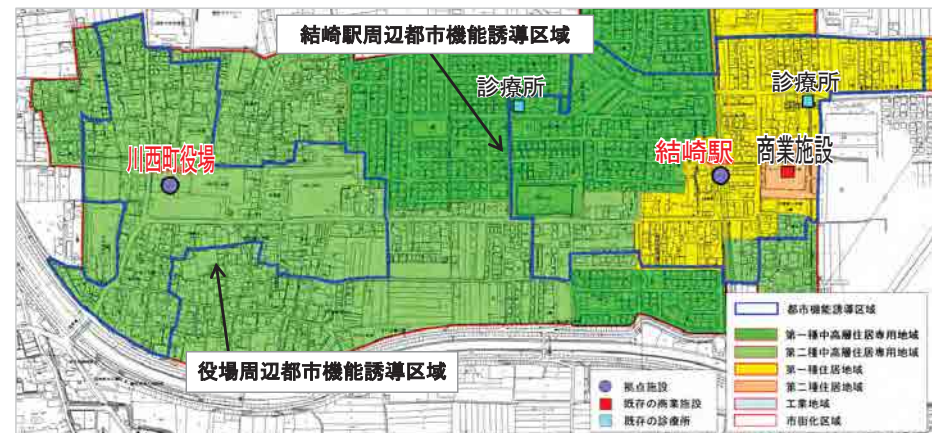 結崎駅周辺都市機能誘導区域
診療所
診療所
川西町役場
結崎駅
商業施設
役場周辺都市機能誘導区域
拠点施設
既存の商業施設
既存の診療所
都市機能誘導区域
第一種中高層住居専用地域
第二種中高層住居専用地域
第一種住居地域
第二種住居地域
工業地域
市街化区域